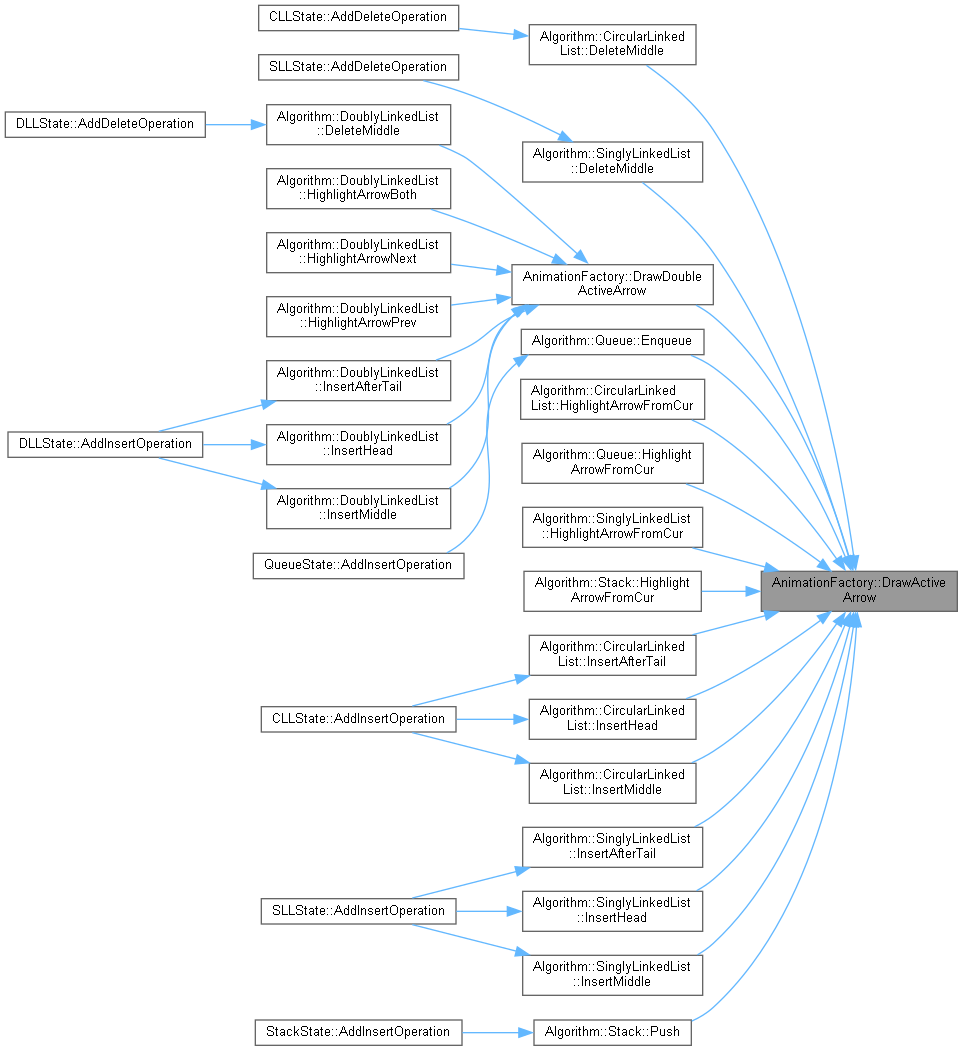 CLLState::AddDeleteOperation
Algorithm::CircularLinked
List::DeleteMiddle
SLLState::AddDeleteOperation
DLLState::AddDeleteOperation
Algorithm::DoublyLinkedList
::DeleteMiddle
Algorithm::SinglyLinkedList
::DeleteMiddle
Algorithm::DoublyLinkedList
::HighlightArrowBoth
Algorithm::DoublyLinkedList
::HighlightArrowNext
AnimationFactory::DrawDouble
ActiveArrow
Algorithm::DoublyLinkedList
::HighlightArrowPrev
Algorithm::Queue::Enqueue
Algorithm::DoublyLinkedList
::InsertAfterTail
Algorithm::CircularLinked
List::HighlightArrowFromCur
DLLState::AddInsertOperation
Algorithm::DoublyLinkedList
::InsertHead
Algorithm::Queue::Highlight
ArrowFromCur
Algorithm::DoublyLinkedList
::InsertMiddle
Algorithm::SinglyLinkedList
::HighlightArrowFromCur
QueueState::AddInsertOperation
Algorithm::Stack::Highlight
ArrowFromCur
AnimationFactory::DrawActive
Arrow
Algorithm::CircularLinked
List::InsertAfterTail
CLLState::AddInsertOperation
Algorithm::CircularLinked
List::InsertHead
Algorithm::CircularLinked
List::InsertMiddle
Algorithm::SinglyLinkedList
::InsertAfterTail
SLLState::AddInsertOperation
Algorithm::SinglyLinkedList
::InsertHead
Algorithm::SinglyLinkedList
::InsertMiddle
StackState::AddInsertOperation
Algorithm::Stack::Push